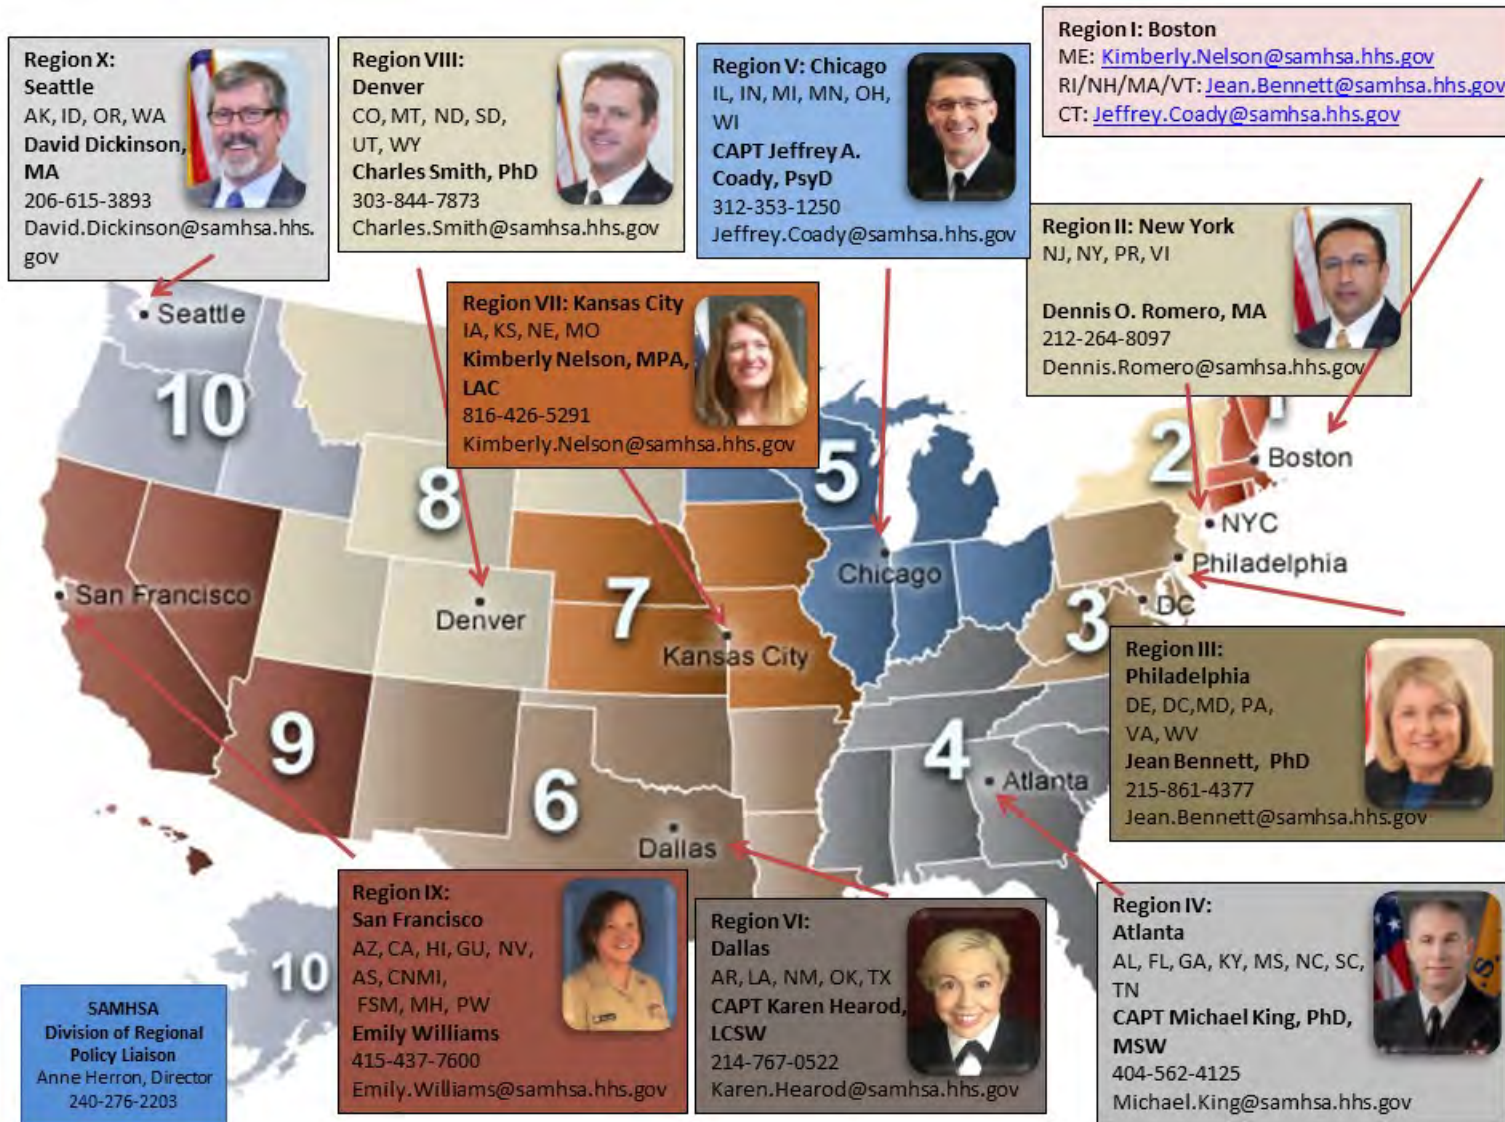 Region X:
Seattle
AK, ID, OR, WA
David Dickinson,
MA
206-615-3893
David.Dickinson@samhsa.hhs.
gov
Region VIII:
Denver
CO, MT, ND, SD,
UT, WY
Charles Smith, PhD
303-844-7873
Charles.Smith@samhsa.hhs.gov
Region V: Chicago
IL, IN, MI, MN, OH,
WI
CAPT Jeffrey A.
Coady, PsyD
312-353-1250
Jeffrey.Coady@samhsa.hhs.gov
Region I: Boston
ME: Kimberly.Nelson@samhsa.hhs.gov
RI/NH/MA/VT: Jean.Bennett@samhsa.hhs.gov
CT: Jeffrey.Coady@samhsa.hhs.gov
Region II: New York
NJ, NY, PR, VI
Dennis O. Romero, MA
212-264-8097
Dennis.Romero@samhsa.hhs.gov
Region VII: Kansas City
IA, KS, NE, MO
Kimberly Nelson, MPA,
LAC
816-426-5291
Kimberly.Nelson@samhsa.hhs.gov
Seattle
10
8
5
2
1
Boston
NYC
Philadelphia
DC
3
Chicago
San Francisco
Denver
7
Kansas City
9
6
4
Atlanta
Dallas
10
Region III:
Philadelphia
DE, DC,MD, PA,
VA, WV
Jean Bennett, PhD
215-861-4377
Jean.Bennett@samhsa.hhs.gov
Region IX:
San Francisco
AZ, CA, HI, GU, NV,
AS, CNMI,
FSM, MH, PW
Emily Williams
415-437-7600
Emily.Williams@samhsa.hhs.gov
Region VI:
Dallas
AR, LA, NM, OK, TX
CAPT Karen Hearod,
LCSW
214-767-0522
Karen.Hearod@samhsa.hhs.gov
Region IV:
Atlanta
AL, FL, GA, KY, MS, NC, SC,
TN
CAPT Michael King, PhD,
MSW
404-562-4125
Michael.King@samhsa.hhs.gov
SAMHSA
Division of Regional
Policy Liaison
Anne Herron, Director
240-276-2203